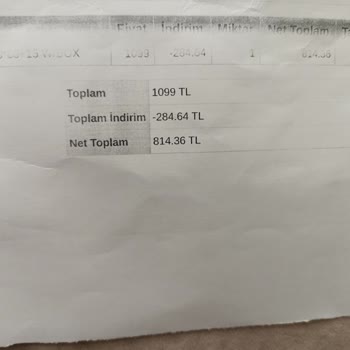 Fiyat İndirim Miktar Net Toplam
1099 -284.64 1 814.36
Toplam 1099 TL
Toplam İndirim -284.64 TL
Net Toplam 814.36 TL